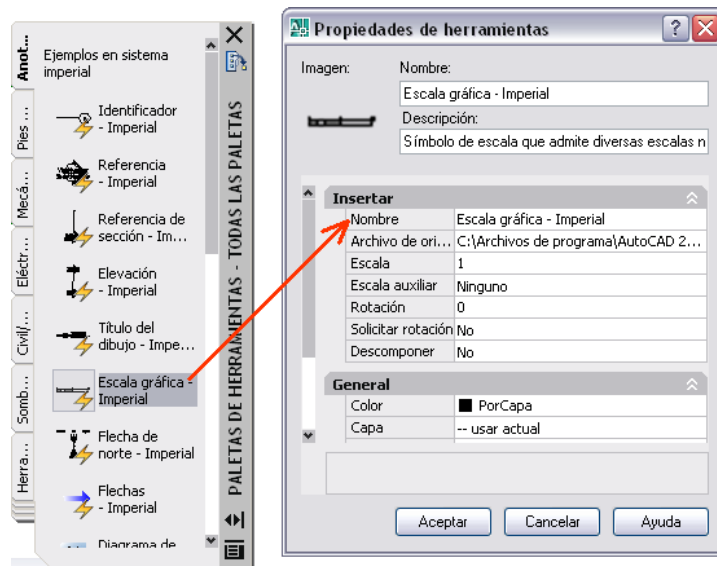 Anot...
Pies ...
Mecá...
Eléctr...
Civil/...
Somb...
Herra...
Ejemplos en sistema
imperial
Identificador
- Imperial
Referencia
- Imperial
Referencia de
sección - Im...
Elevación
- Imperial
Título del
dibujo - Impe...
Escala gráfica -
Imperial
Flecha de
norte - Imperial
Flechas
- Imperial
Diagrama de
PALETAS DE HERRAMIENTAS - TODAS LAS PALETAS
Propiedades de herramientas
Imagen:
Nombre:
Escala gráfica - Imperial
Descripción:
Símbolo de escala que admite diversas escalas n
Insertar
Nombre Escala gráfica - Imperial
Archivo de ori... C:\Archivos de programa\AutoCAD 2...
Escala 1
Escala auxiliar Ninguno
Rotación 0
Solicitar rotación No
Descomponer No
General
Color PorCapa
Capa -- usar actual
Aceptar Cancelar Ayuda